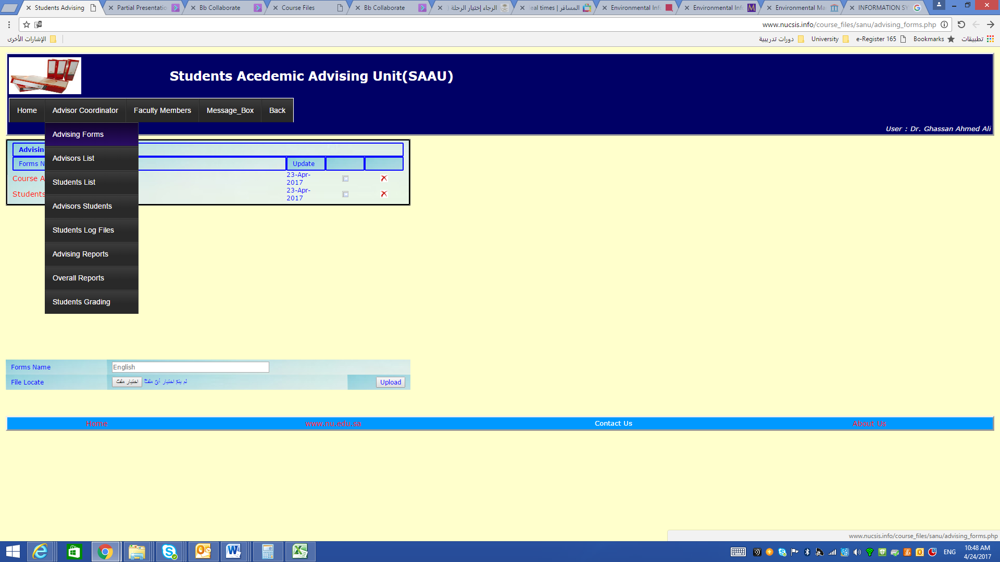 Students Advising
Partial Presentatio
Bb Collaborate
Course Files
Bb Collaborate
الرجاء إختيار الرحلة
المسافر | eal times
Environmental Inf
Environmental Inf
Environmental Ma
INFORMATION SY
www.nucsis.info/course_files/sanu/advising_forms.php
الإشارات الأخرى
دورات تدريبية
University
e-Register 165
Bookmarks
تطبيقات
Students Acedemic Advising Unit(SAAU)
Home
Advisor Coordinator
Faculty Members
Message_Box
Back
User : Dr. Ghassan Ahmed Ali
Advising Forms
Advisors List
Students List
Advisors Students
Students Log Files
Advising Reports
Overall Reports
Students Grading
Advisin
Forms N
Update
Course A
23-Apr-
2017
Students
23-Apr-
2017
Forms Name
English
File Locate
اختيار ملف
لم يتم اختيار أي ملف
Upload
Home
www.nu.edu.sa
Contact Us
About Us
www.nucsis.info/course_files/sanu/advising_forms.php
ENG
10:48 AM
4/24/2017